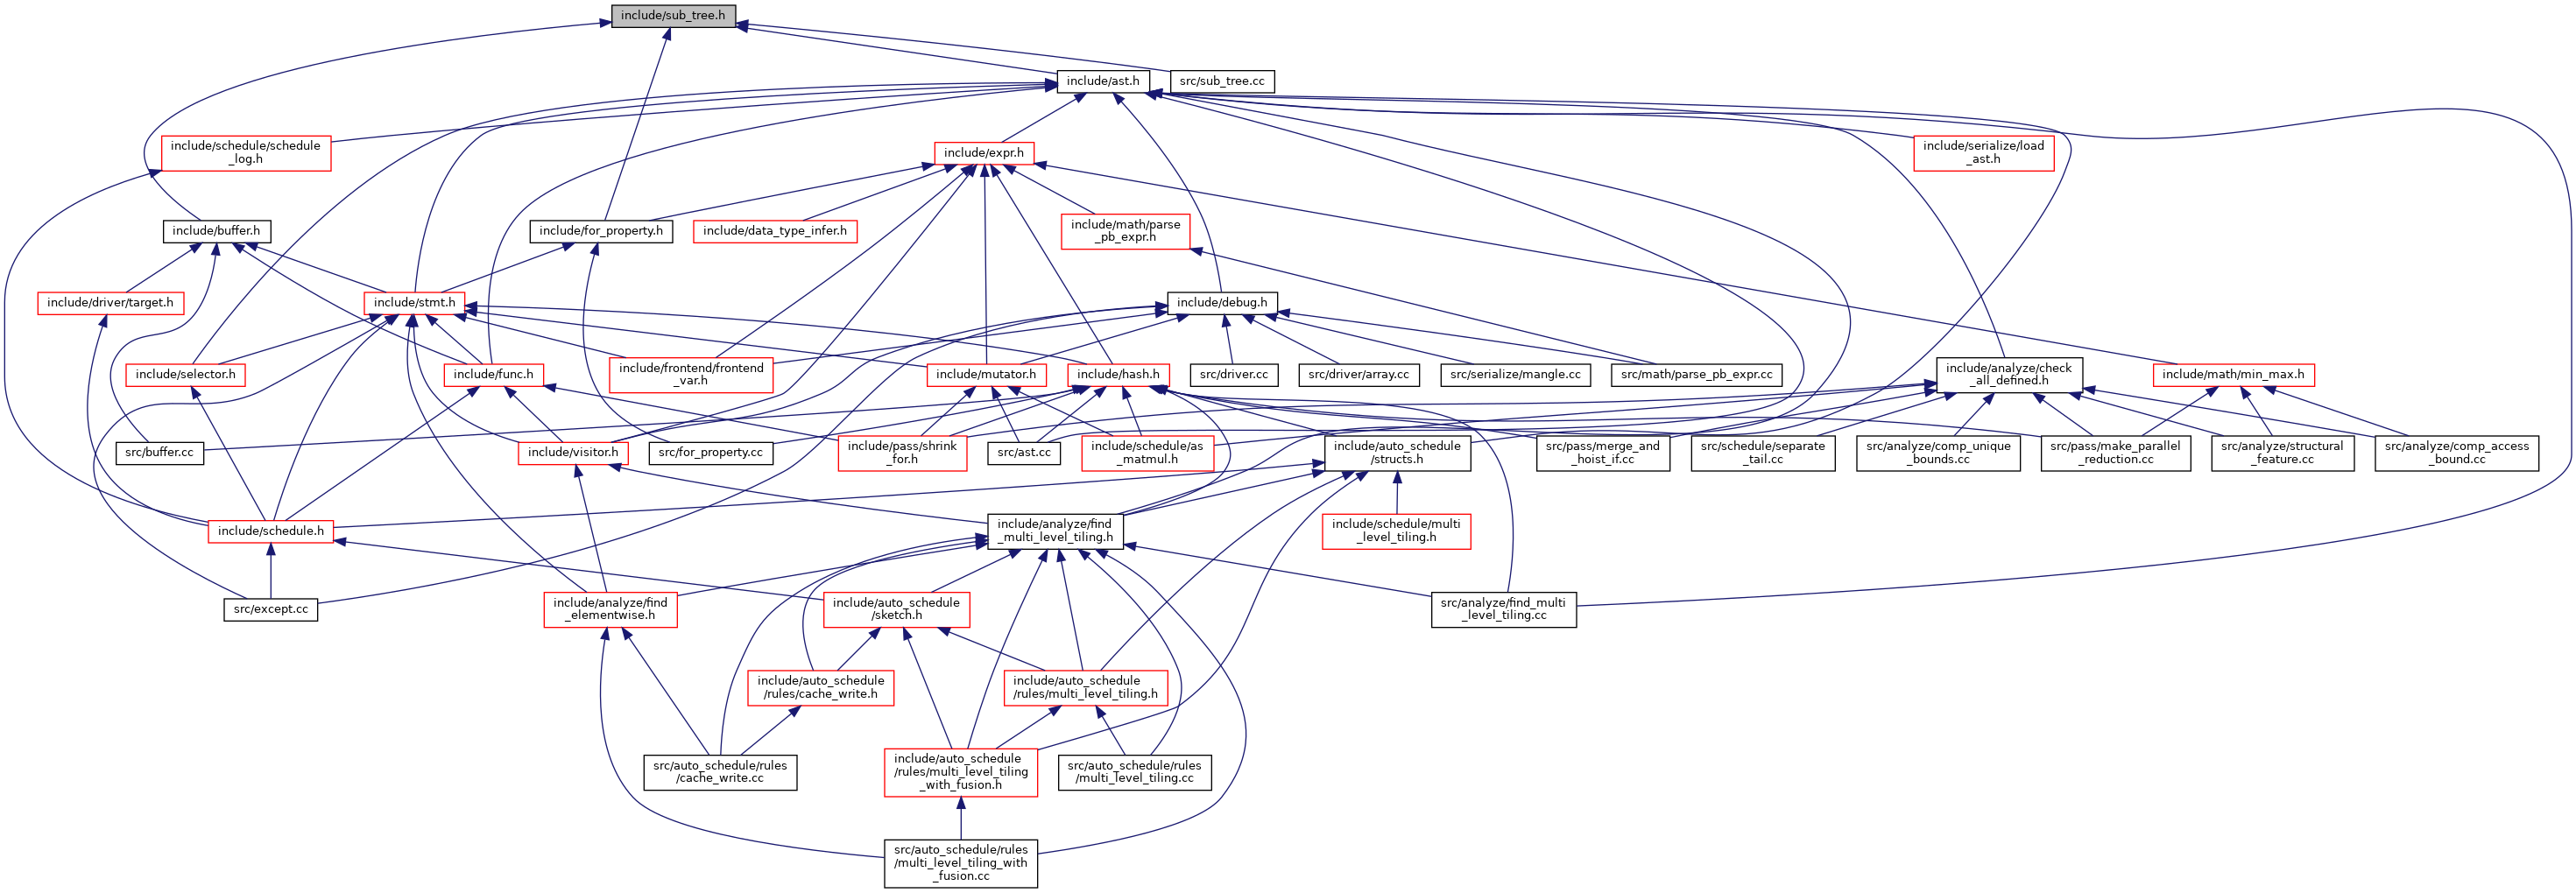 include/sub_tree.h
include/ast.h
src/sub_tree.cc
include/schedule/schedule
_log.h
include/expr.h
include/serialize/load
_ast.h
include/buffer.h
include/for_property.h
include/data_type_infer.h
include/math/parse
_pb_expr.h
include/driver/target.h
include/stmt.h
include/debug.h
include/selector.h
include/func.h
include/frontend/frontend
_var.h
include/mutator.h
include/hash.h
src/driver.cc
src/driver/array.cc
src/serialize/mangle.cc
src/math/parse_pb_expr.cc
include/analyze/check
_all_defined.h
include/math/min_max.h
src/buffer.cc
include/visitor.h
src/for_property.cc
include/pass/shrink
_for.h
src/ast.cc
include/schedule/as
_matmul.h
include/auto_schedule
/structs.h
src/pass/merge_and
_hoist_if.cc
src/schedule/separate
_tail.cc
src/analyze/comp_unique
_bounds.cc
src/pass/make_parallel
_reduction.cc
src/analyze/structural
_feature.cc
src/analyze/comp_access
_bound.cc
include/schedule.h
include/analyze/find
_multi_level_tiling.h
include/schedule/multi
_level_tiling.h
src/except.cc
include/analyze/find
_elementwise.h
include/auto_schedule
/sketch.h
src/analyze/find_multi
_level_tiling.cc
include/auto_schedule
/rules/cache_write.h
include/auto_schedule
/rules/multi_level_tiling.h
src/auto_schedule/rules
/cache_write.cc
include/auto_schedule
/rules/multi_level_tiling
_with_fusion.h
src/auto_schedule/rules
/multi_level_tiling.cc
src/auto_schedule/rules
/multi_level_tiling_with
_fusion.cc